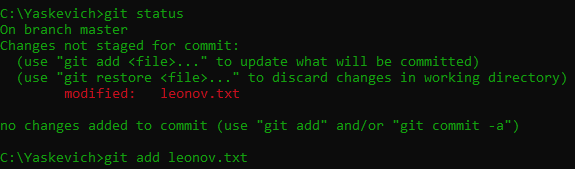 C:\Yaskevich>git status
On branch master
Changes not staged for commit:
  (use "git add <file>..." to update what will be committed)
  (use "git restore <file>..." to discard changes in working directory)
        modified:   leonov.txt

no changes added to commit (use "git add" and/or "git commit -a")

C:\Yaskevich>git add leonov.txt